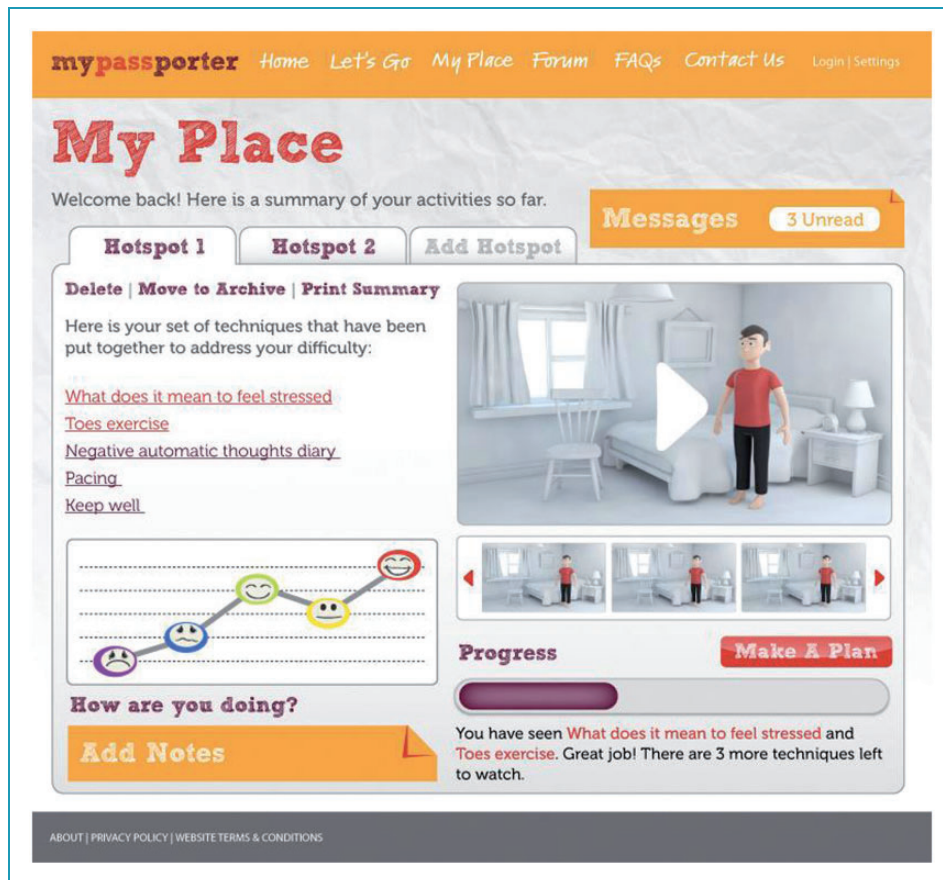 mypassporter Home Let's Go My Place Forum FAQs Contact Us Login | Settings
My Place
Welcome back! Here is a summary of your activities so far.
Messages 3 Unread
Hotspot 1 Hotspot 2 Add Hotspot
Delete | Move to Archive | Print Summary
Here is your set of techniques that have been
put together to address your difficulty:
What does it mean to feel stressed
Toes exercise
Negative automatic thoughts diary
Pacing
Keep well
How are you doing?
Add Notes
Progress Make A Plan
You have seen What does it mean to feel stressed and
Toes exercise. Great job! There are 3 more techniques left
to watch.
ABOUT | PRIVACY POLICY | WEBSITE TERMS & CONDITIONS